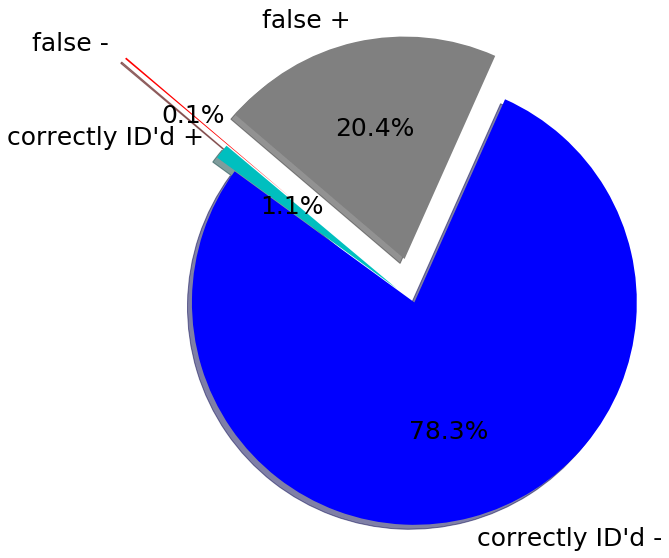 false +
false -
0.1%
20.4%
correctly ID'd +
1.1%
78.3%
correctly ID'd -